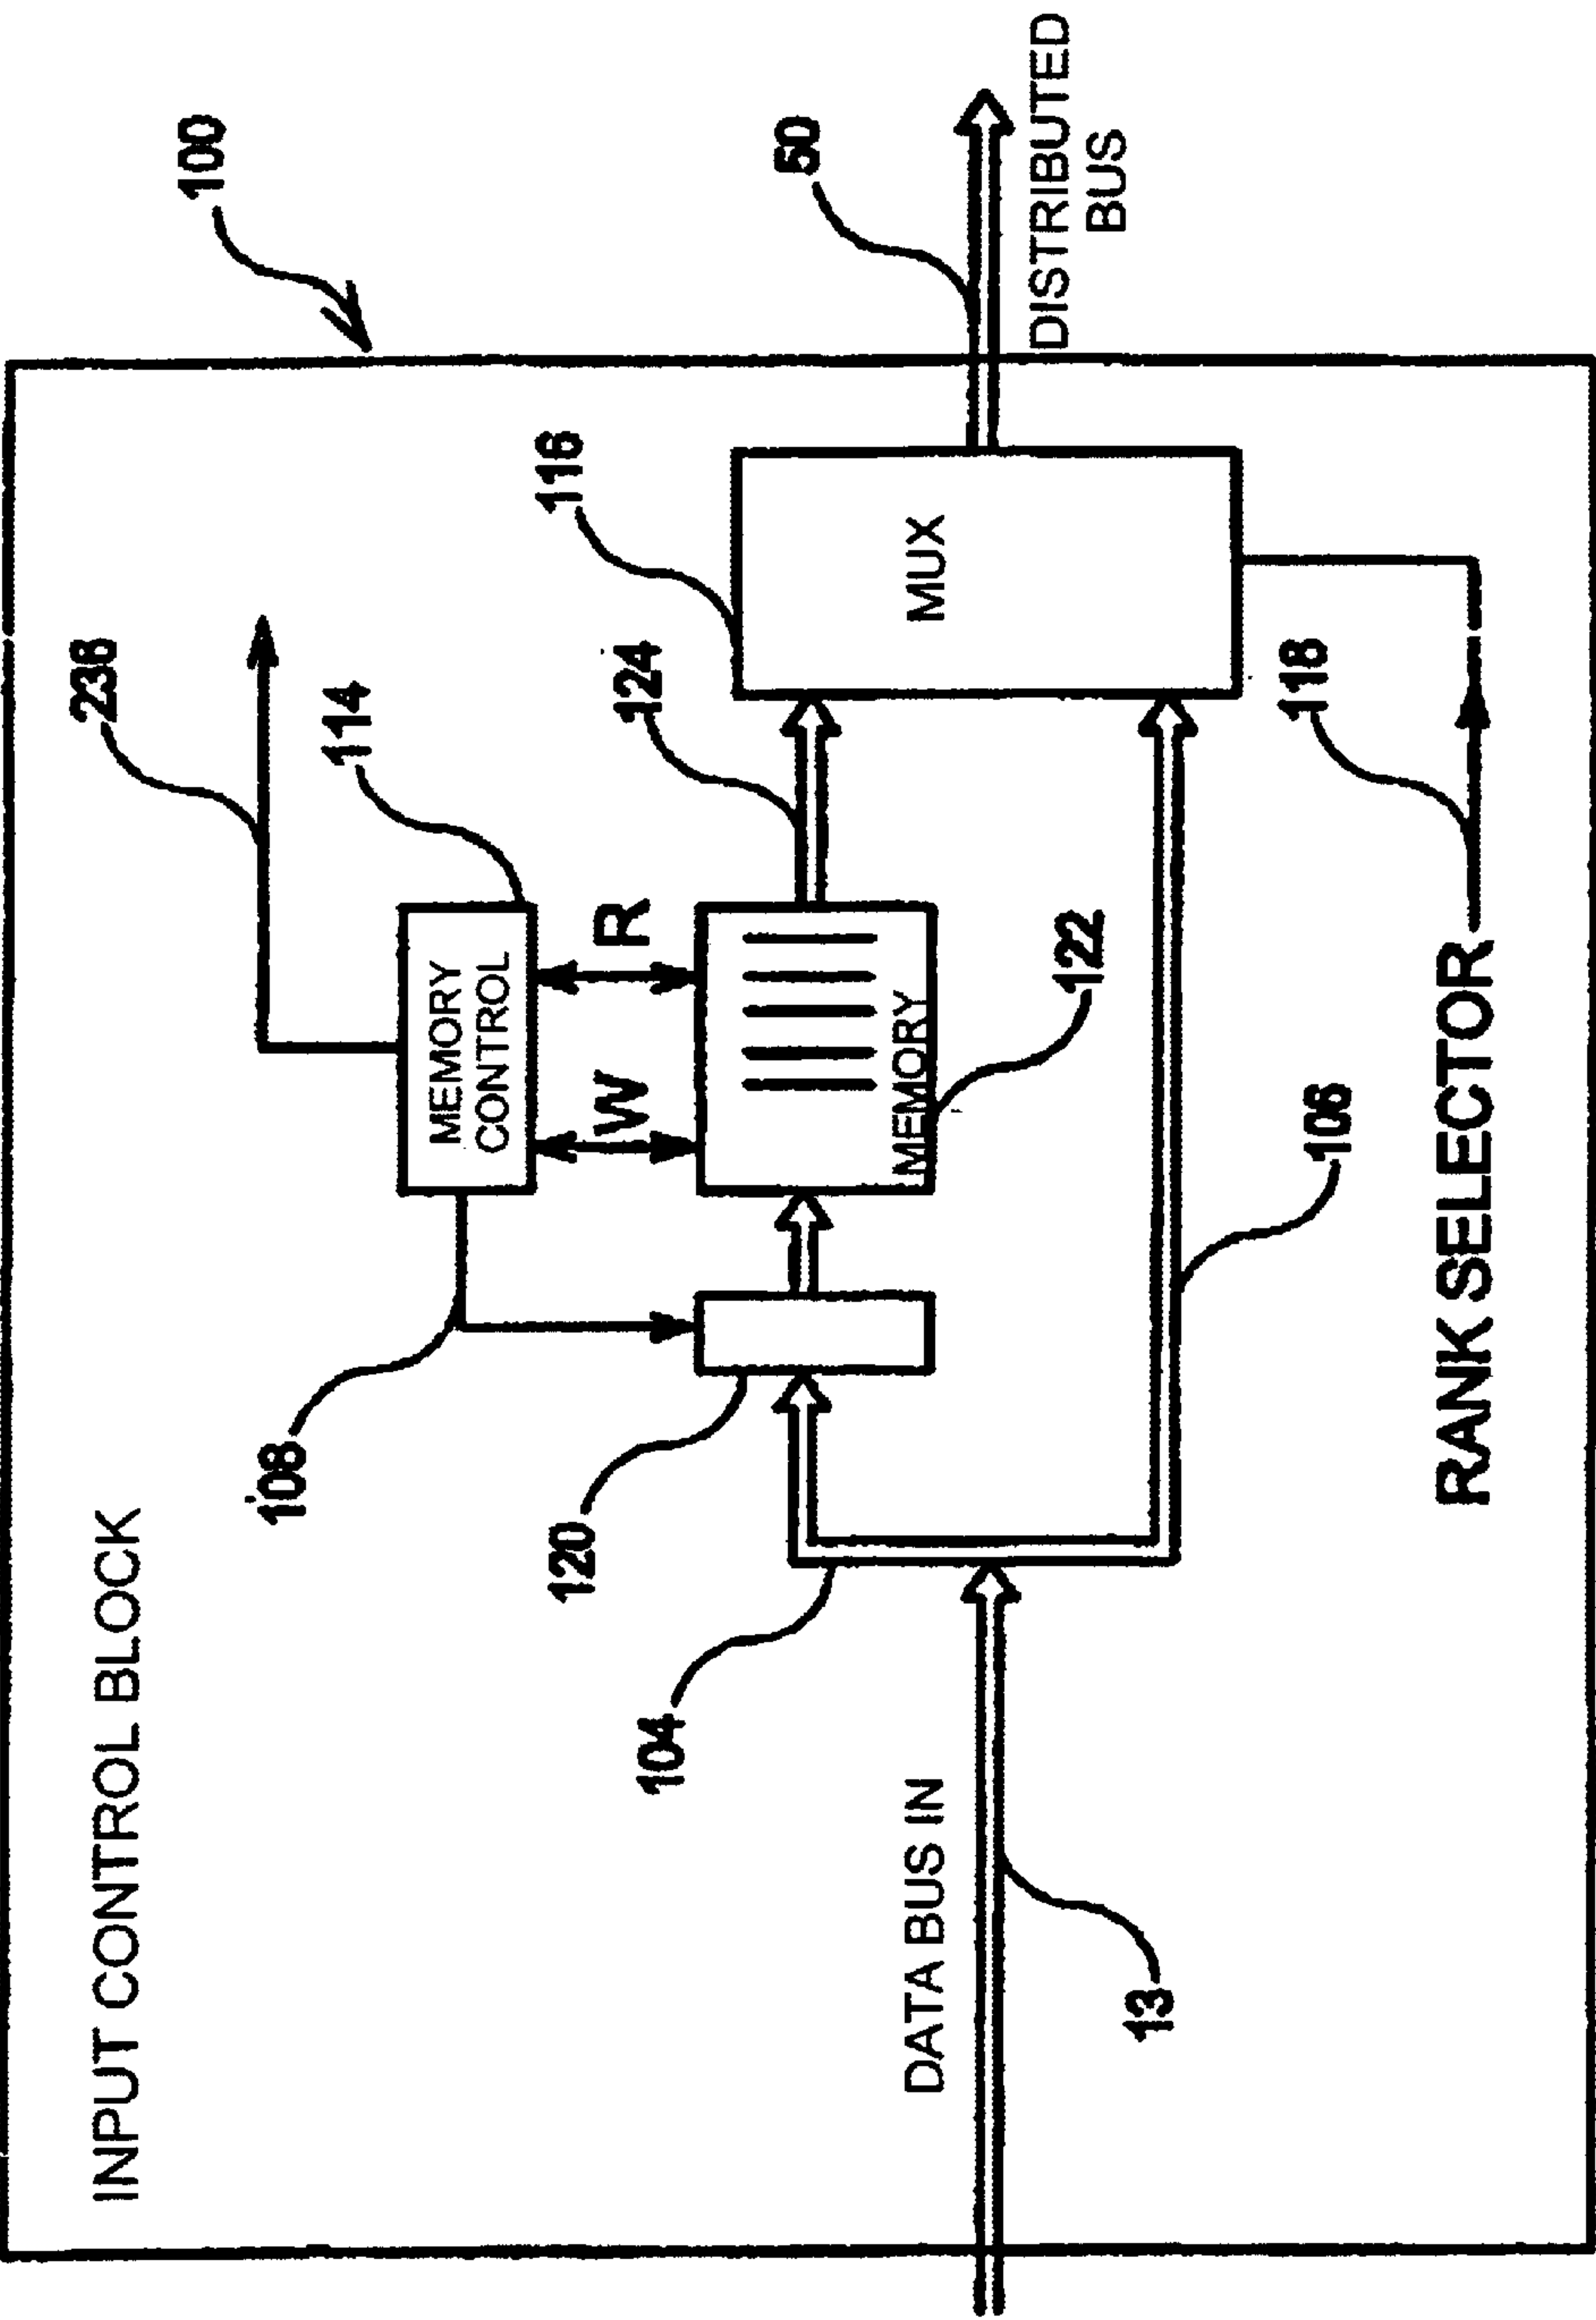 INPUT CONTROL BLOCK
236
100
108
114
MEMORY
CONTROL
120
116
W
R
124
104
50
DATA BUS IN
MEMORY
MUX
DISTRIBUTED
BUS
122
13
106
118
RANK SELECTOR